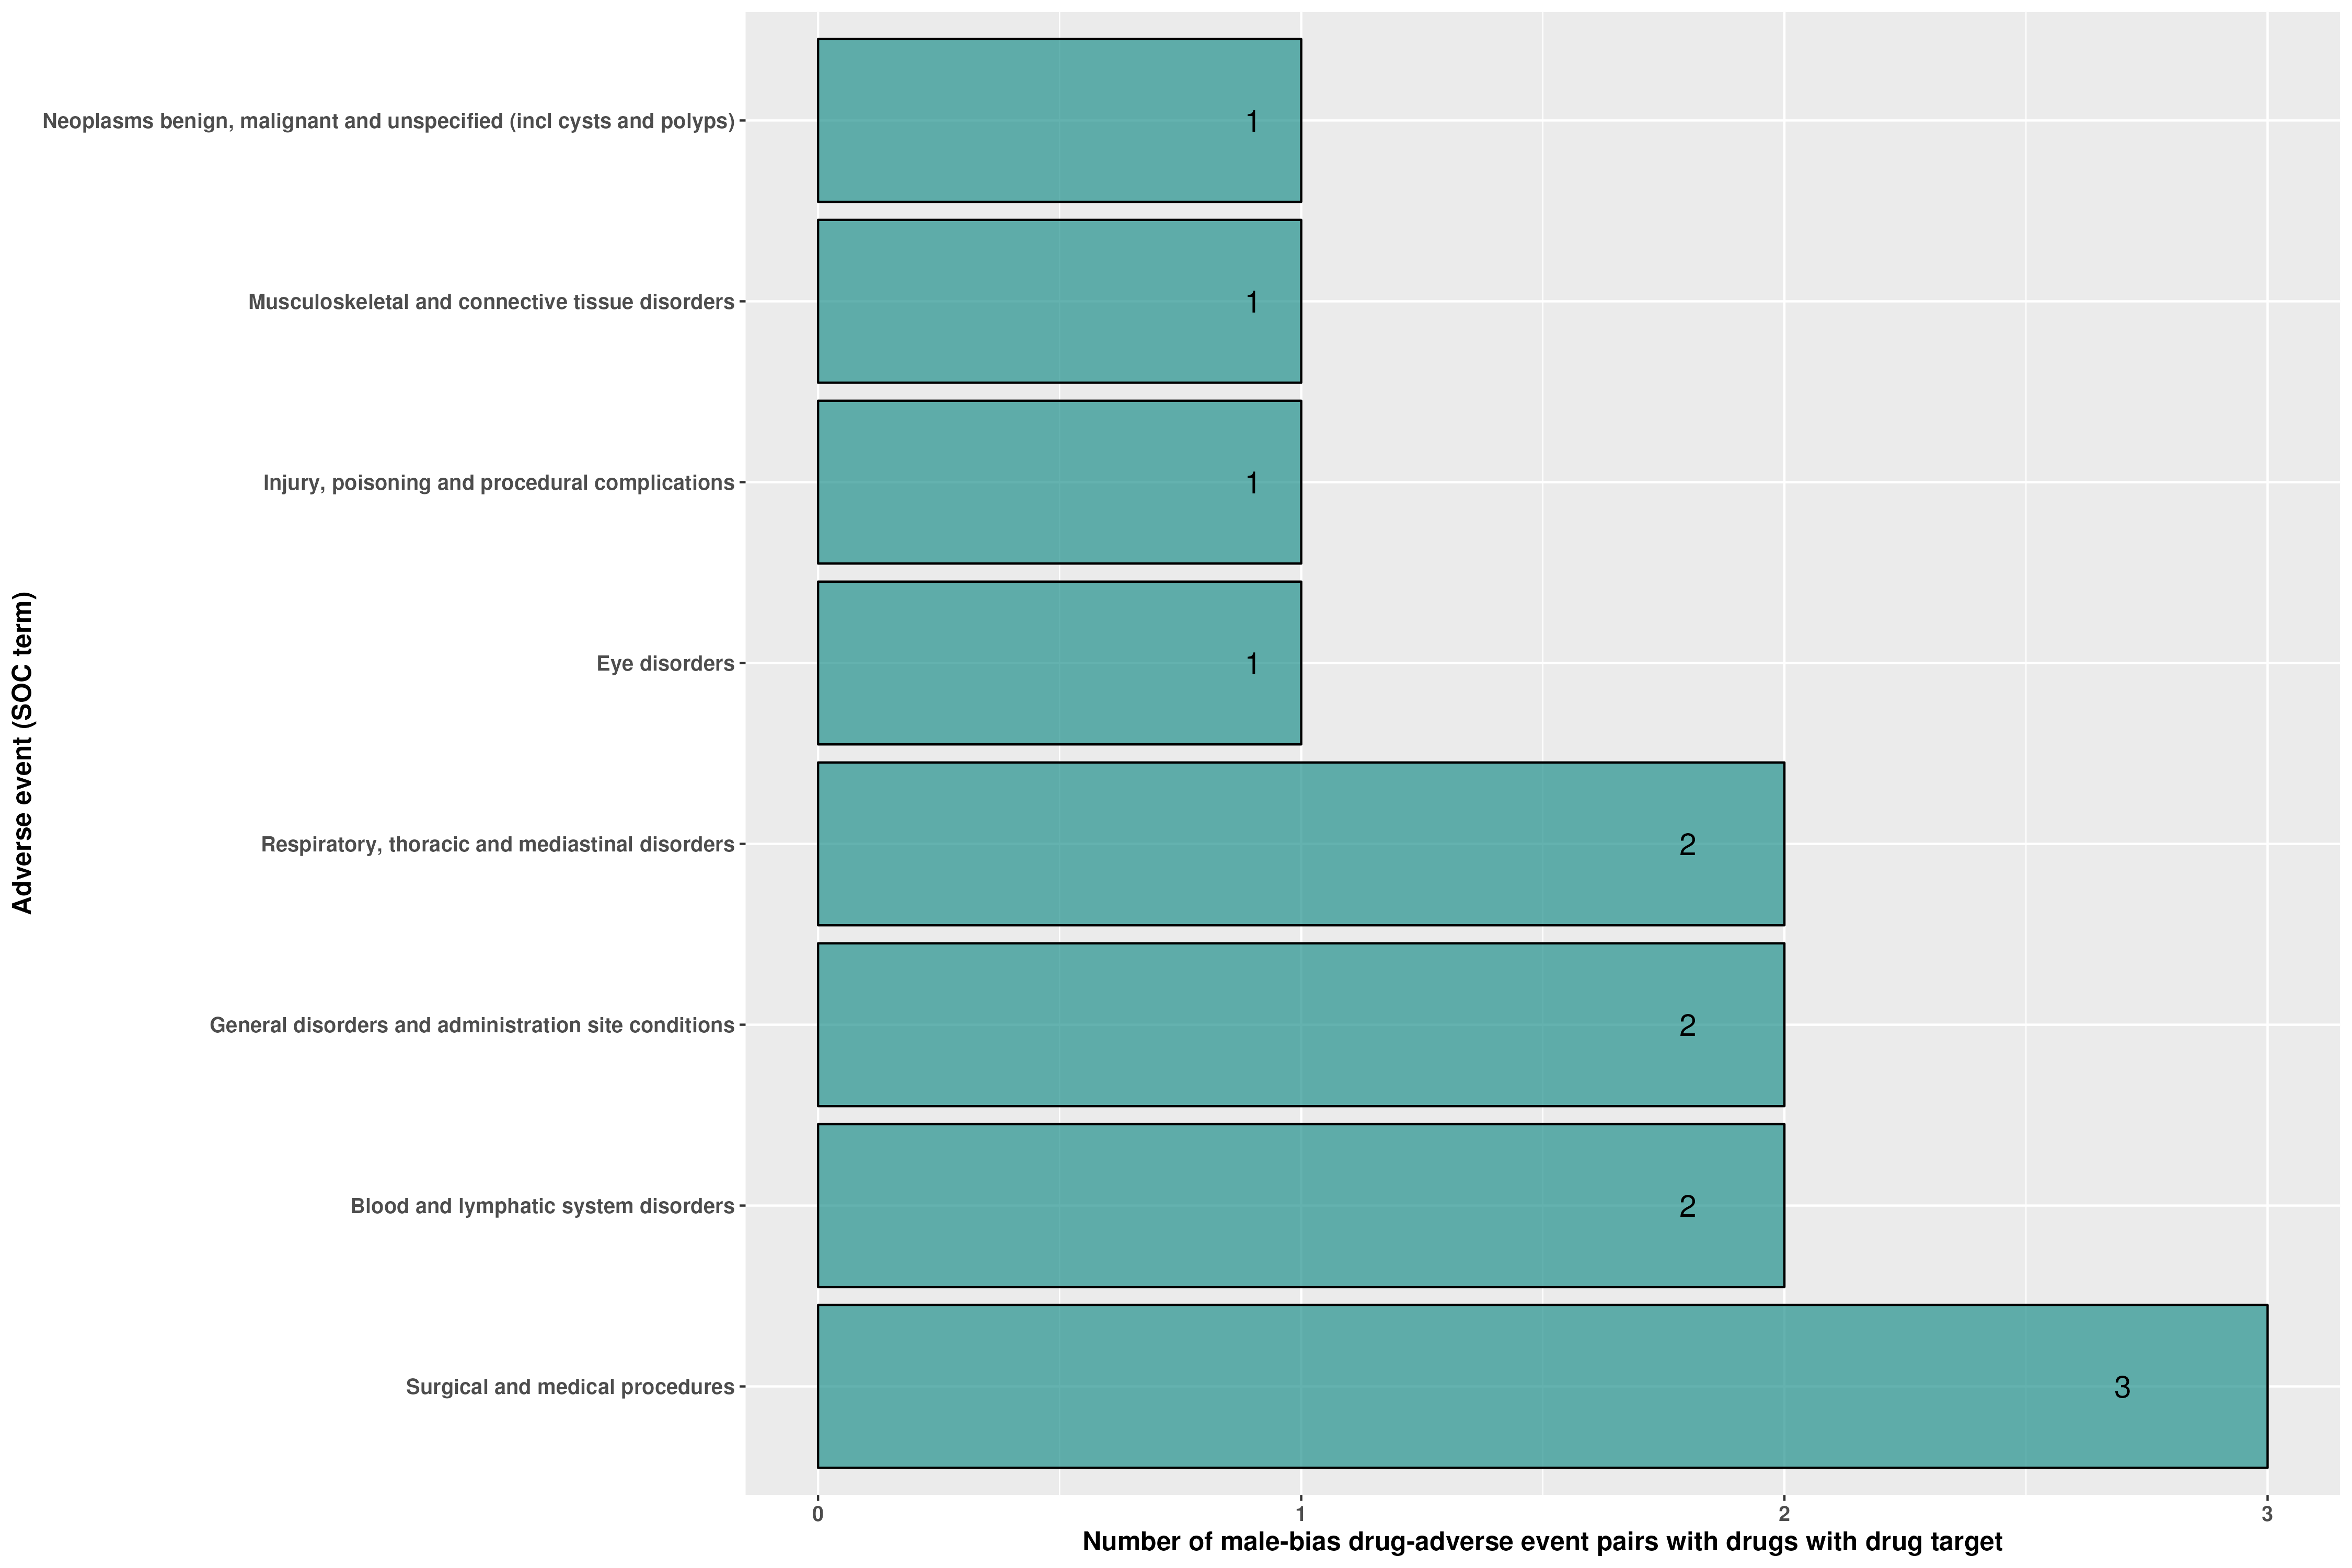 Neoplasms benign, malignant and unspecified (incl cysts and polyps)
1
Musculoskeletal and connective tissue disorders
1
Injury, poisoning and procedural complications
1
Eye disorders
1
Respiratory, thoracic and mediastinal disorders
2
General disorders and administration site conditions
2
Blood and lymphatic system disorders
2
Surgical and medical procedures
3
Adverse event (SOC term)
0 1 2 3
Number of male-bias drug-adverse event pairs with drugs with drug target